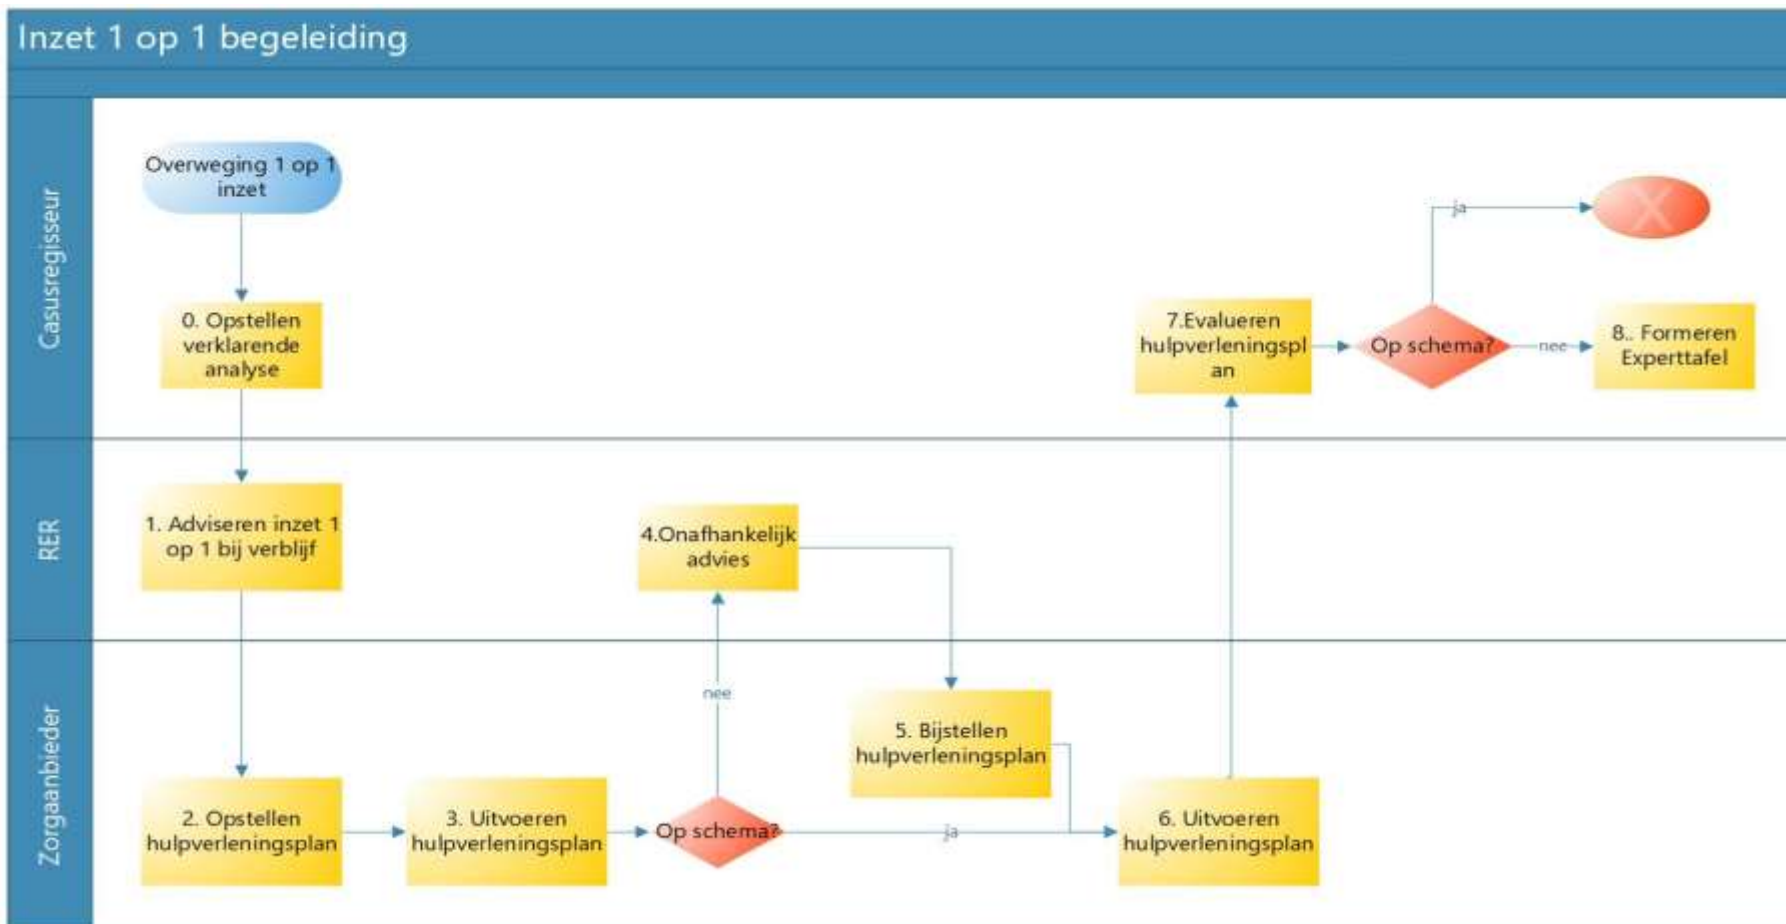 Inzet 1 op 1 begeleiding
Casusregisseur
Overweging 1 op 1
inzet
0. Opstellen
verklarende
analyse
7.Evalueren
hulpverleningspl
an
Op schema?
ja
X
nee
8.. Formeren
Experttafel
RER
1. Adviseren inzet 1
op 1 bij verblijf
4.Onafhankelijk
advies
Zorgaanbieder
2. Opstellen
hulpverleningsplan
3. Uitvoeren
hulpverleningsplan
Op schema?
nee
ja
5. Bijstellen
hulpverleningsplan
6. Uitvoeren
hulpverleningsplan